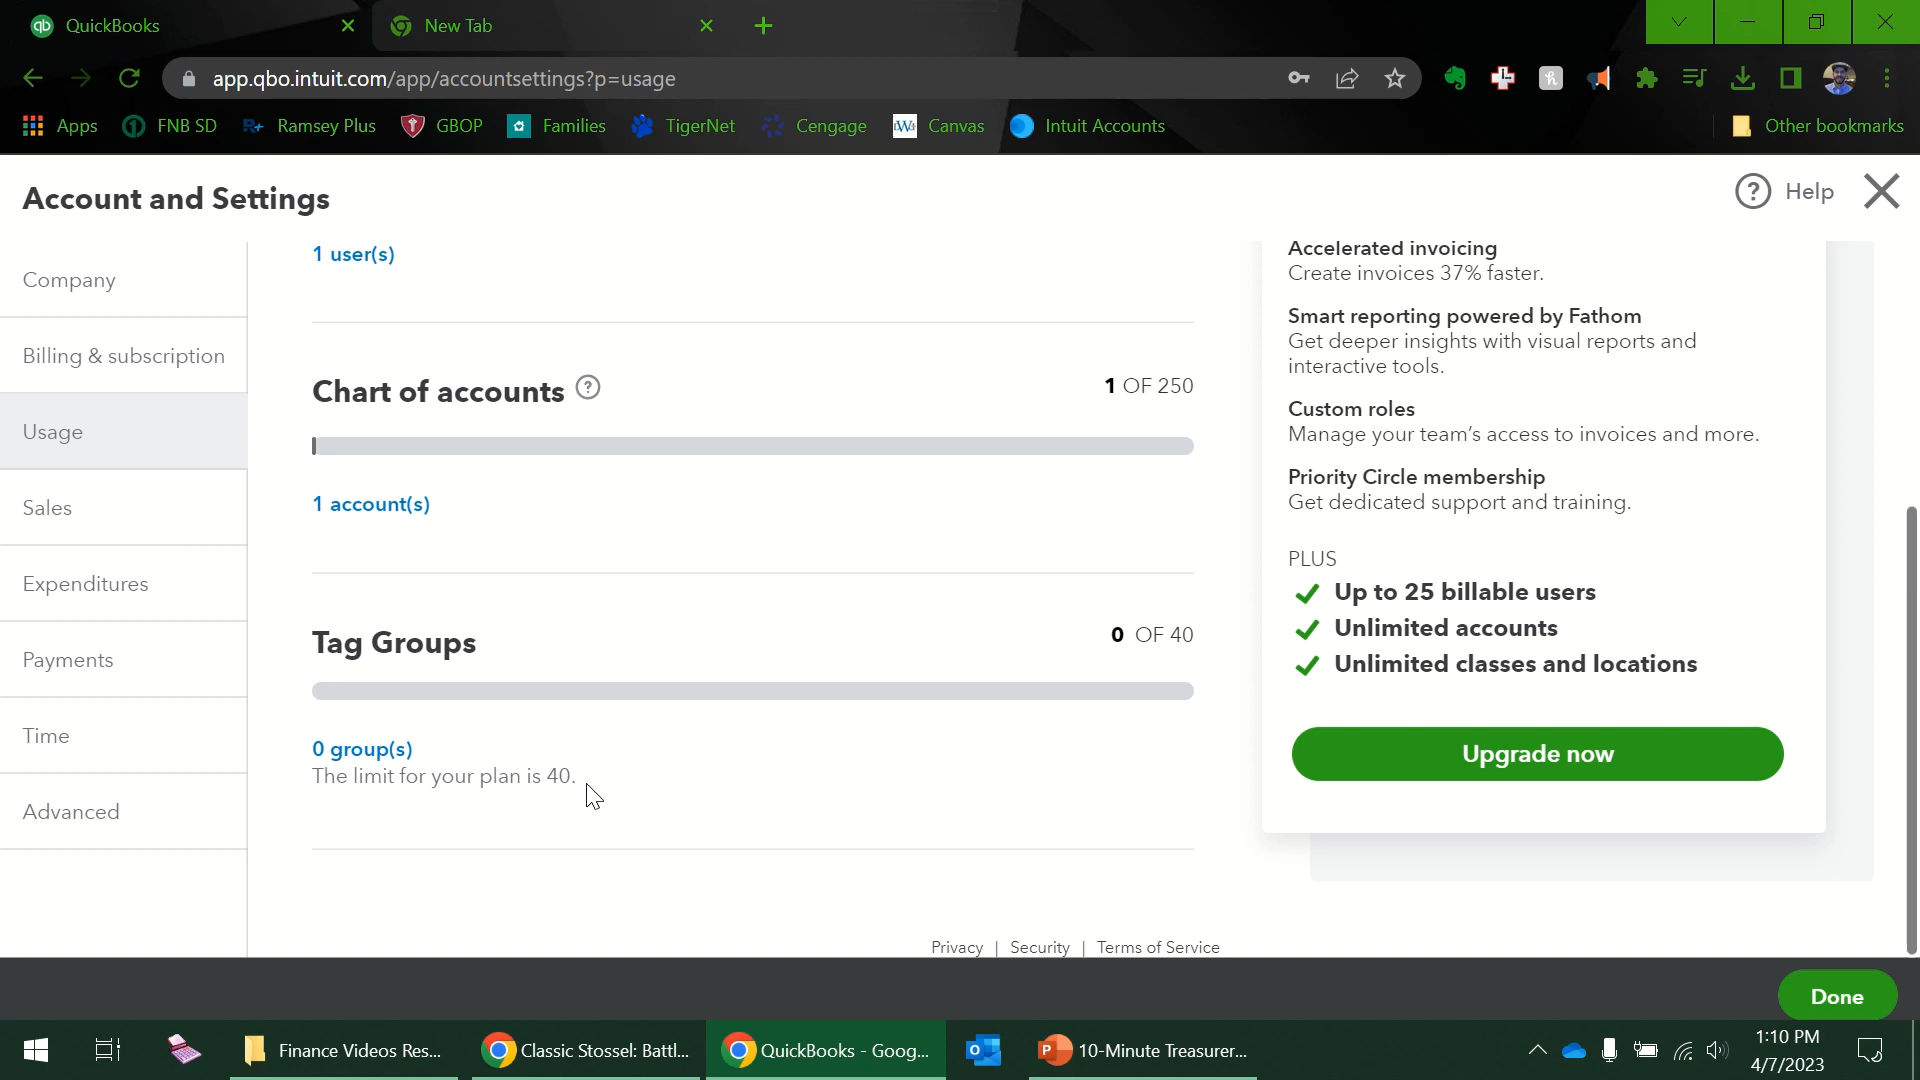 QuickBooks
New Tab
app.qbo.intuit.com/app/accountsettings?p=usage
Apps
FNB SD
Ramsey Plus
GBOP
Families
TigerNet
Cengage
Canvas
Intuit Accounts
Other bookmarks
Account and Settings
Help
Company
Billing & subscription
Usage
Sales
Expenditures
Payments
Time
Advanced
1 user(s)
Chart of accounts
1 OF 250
1 account(s)
Tag Groups
0 OF 40
0 group(s)
The limit for your plan is 40.
Accelerated invoicing
Create invoices 37% faster.
Smart reporting powered by Fathom
Get deeper insights with visual reports and
interactive tools.
Custom roles
Manage your team's access to invoices and more.
Priority Circle membership
Get dedicated support and training.
PLUS
Up to 25 billable users
Unlimited accounts
Unlimited classes and locations
Upgrade now
Privacy | Security | Terms of Service
Done
Finance Videos Res...
Classic Stossel: Battl...
QuickBooks - Goog...
10-Minute Treasurer...
1:10 PM
4/7/2023